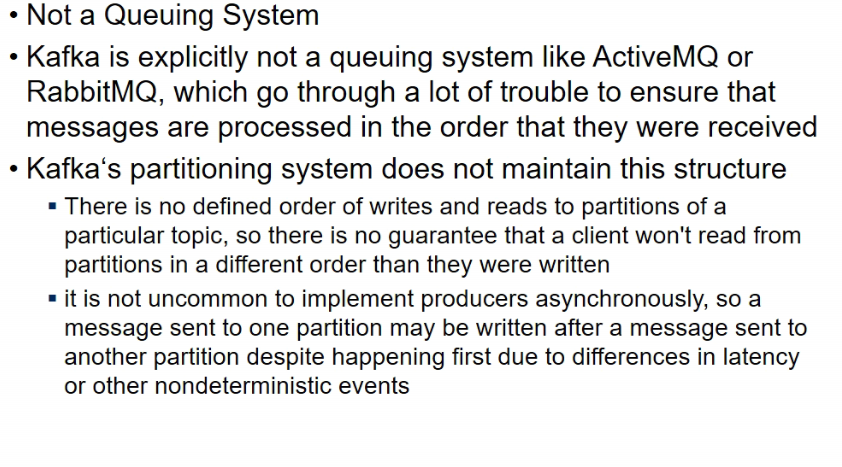 • Not a Queuing System
• Kafka is explicitly not a queuing system like ActiveMQ or
RabbitMQ, which go through a lot of trouble to ensure that
messages are processed in the order that they were received
• Kafka‘s partitioning system does not maintain this structure
▪ There is no defined order of writes and reads to partitions of a
particular topic, so there is no guarantee that a client won't read from
partitions in a different order than they were written
▪ it is not uncommon to implement producers asynchronously, so a
message sent to one partition may be written after a message sent to
another partition despite happening first due to differences in latency
or other nondeterministic events